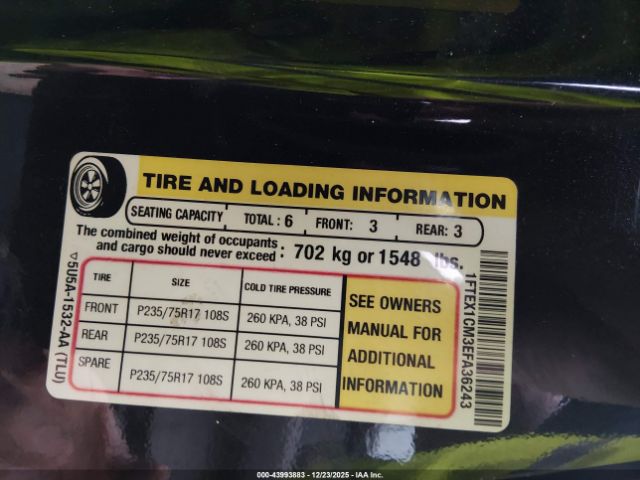 TIRE AND LOADING INFORMATION
SEATING CAPACITY TOTAL : 6 FRONT: 3 REAR: 3
The combined weight of occupants
and cargo should never exceed : 702 kg or 1548 lbs.
TIRE SIZE COLD TIRE PRESSURE
FRONT P235/75R17 108S 260 KPA, 38 PSI
REAR P235/75R17 108S 260 KPA, 38 PSI
SPARE P235/75R17 108S 260 KPA, 38 PSI
SEE OWNERS
MANUAL FOR
ADDITIONAL
INFORMATION
5U5A-1532-AA (TLU)
1FTEX1CM3EFA36243
000-43993883 - 12/23/2025 - IAA Inc.